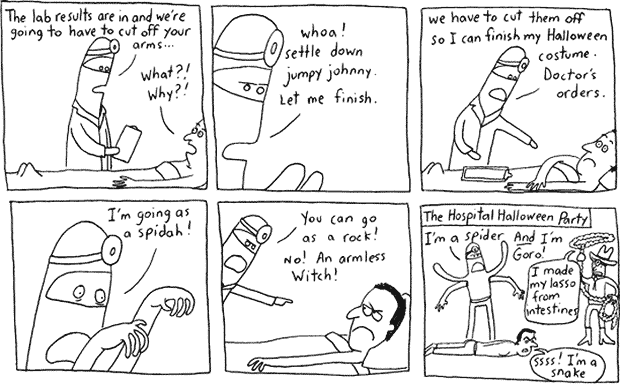 The lab results are in and we're
going to have to cut off your
arms...
What?!
Why?!
whoa!
settle down
jumpy johnny.
Let me finish.
we have to cut them off
so I can finish my Halloween
costume.
Doctor's
orders.
I'm going as
a spidah!
You can go
as a rock!
No! An armless
Witch!
The Hospital Halloween Party
I'm a spider
And I'm
Goro!
I made
my lasso
from
intestines
ssss! I'm a
snake